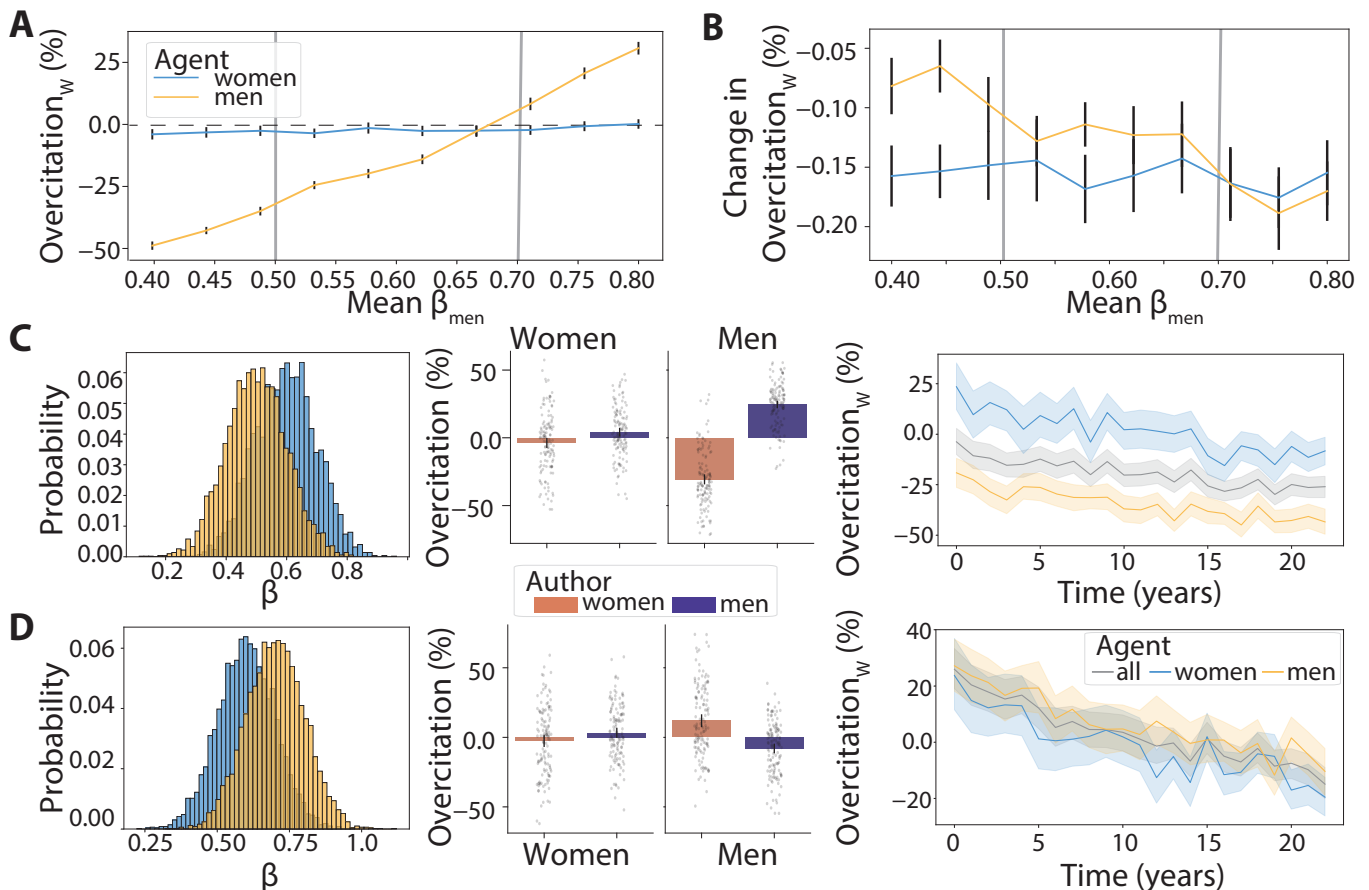 A
Overcitation_W (%)
25
0.0
−25
−50
Agent
women
men
0.40 0.45 0.50 0.55 0.60 0.65 0.70 0.75 0.80
Mean β_men
B
Change in
Overcitation_W (%)
−0.05
−0.10
−0.15
−0.20
0.40 0.50 0.60 0.70 0.80
Mean β_men
C
Probability
0.06
0.05
0.04
0.03
0.02
0.01
0.00
0.2 0.4 0.6 0.8
β
Women Men
Overcitation (%)
50
0.0
−50
Overcitation_W (%)
25
0.0
−25
−50
0 5 10 15 20
Time (years)
Author
women men
D
Probability
0.06
0.04
0.02
0.00
0.25 0.50 0.75 1.0
β
Overcitation (%)
50
0.0
−50
Women Men
Overcitation_W (%)
40
20
0.0
−20
Agent
all women men
0 5 10 15 20
Time (years)